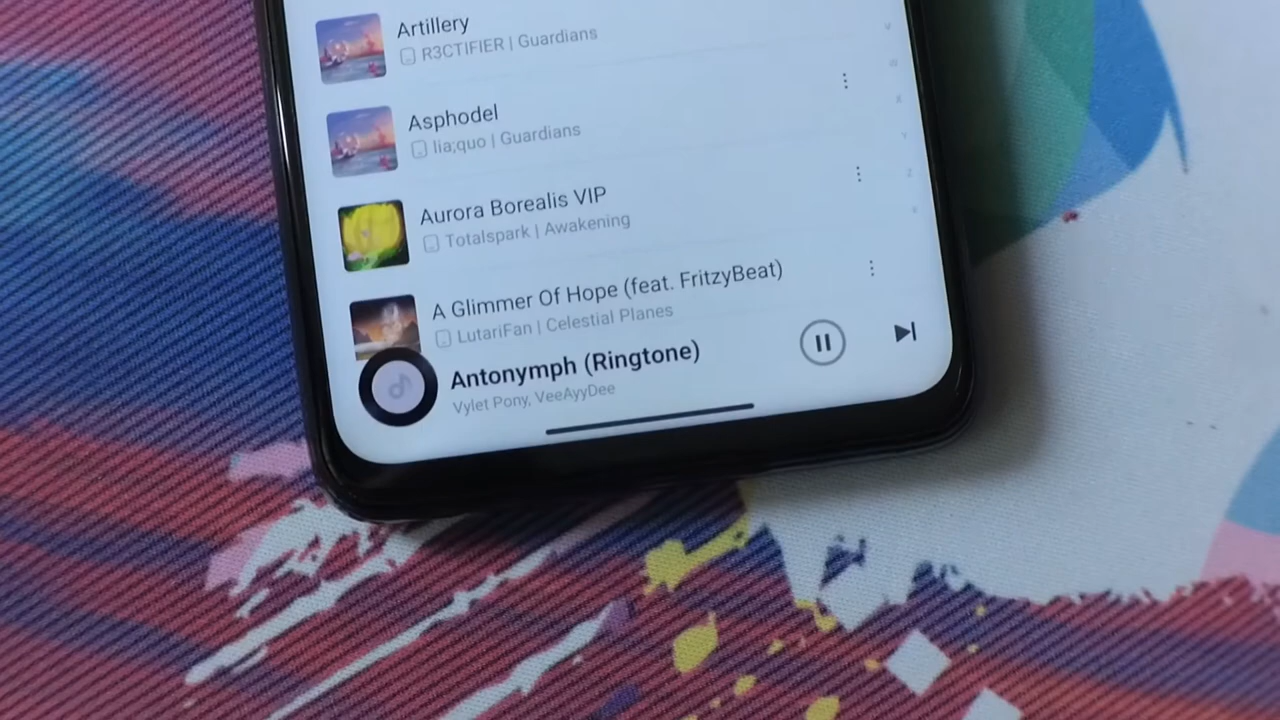 Artillery
R3CTIFIER | Guardians
Asphodel
lia;quo | Guardians
Aurora Borealis VIP
Totalspark | Awakening
A Glimmer Of Hope (feat. FritzyBeat)
LutariFan | Celestial Planes
Antonymph (Ringtone)
Vylet Pony, VeeAyyDee